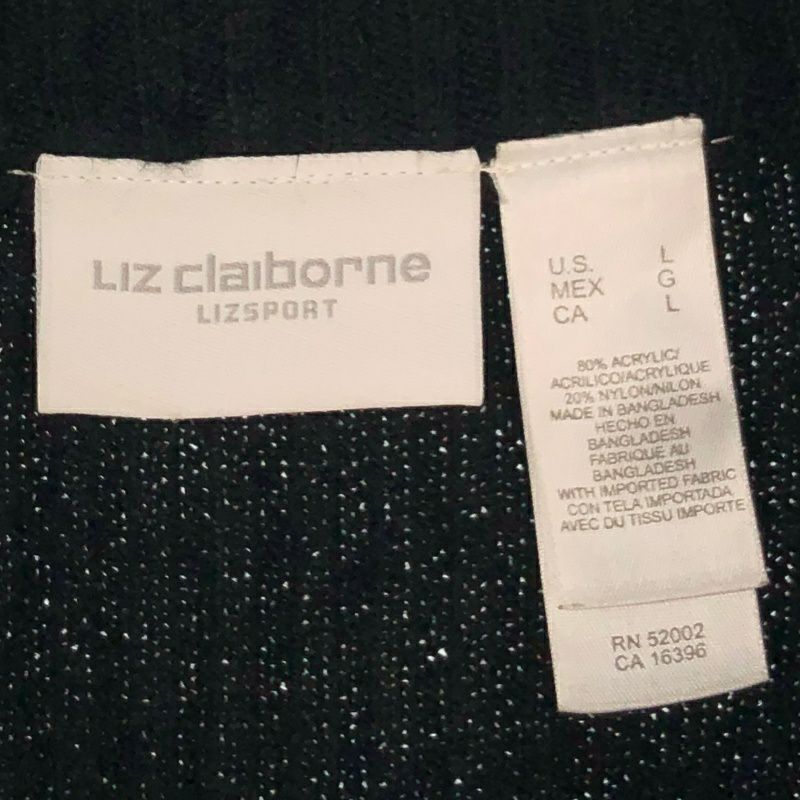 Liz claiborne
LIZSPORT
U.S. L
MEX G
CA L
80% ACRYLIC/
ACRILICO/ACRYLIQUE
20% NYLON/NILON
MADE IN BANGLADESH
HECHO EN
BANGLADESH
FABRIQUE AU
BANGLADESH
WITH IMPORTED FABRIC
CON TELA IMPORTADA
AVEC DU TISSU IMPORTE
RN 52002
CA 16396